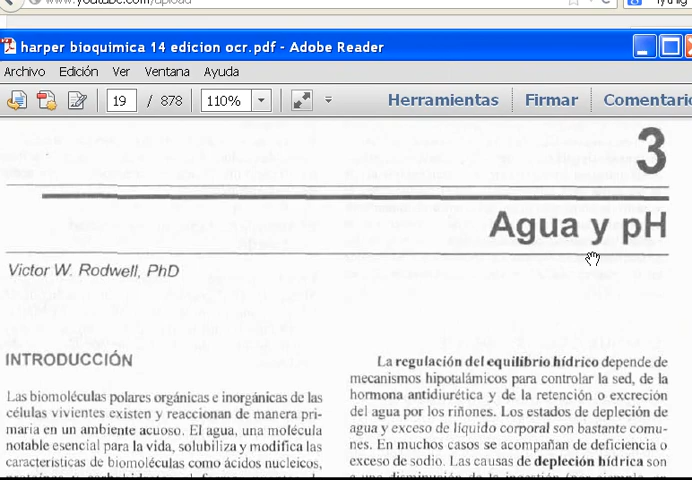 www.youtube.com/upload
harper bioquimica 14 edicion ocr.pdf - Adobe Reader
Archivo Edición Ver Ventana Ayuda
19 / 878 110% Herramientas Firmar Comentario
3
Agua y pH
Victor W. Rodwell, PhD
INTRODUCCIÓN
Las biomoléculas polares orgánicas e inorgánicas de las
células vivientes existen y reaccionan de manera pri-
maria en un ambiente acuoso. El agua, una molécula
notable esencial para la vida, solubiliza y modifica las
características de biomoléculas como ácidos nucleicos,
La regulación del equilibrio hídrico depende de
mecanismos hipotalámicos para controlar la sed, de la
hormona antidiurética y de la retención o excreción
del agua por los riñones. Los estados de depleción de
agua y exceso de líquido corporal son bastante comu-
nes. En muchos casos se acompañan de deficiencia o
exceso de sodio. Las causas de depleción hídrica son